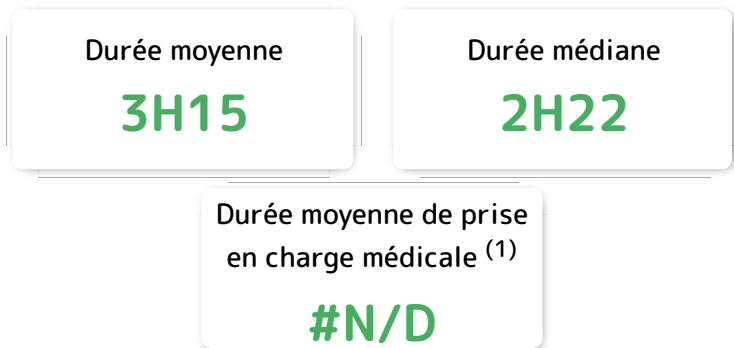 Durée moyenne
3H15
Durée médiane
2H22
Durée moyenne de prise
en charge médicale (1)
#N/D